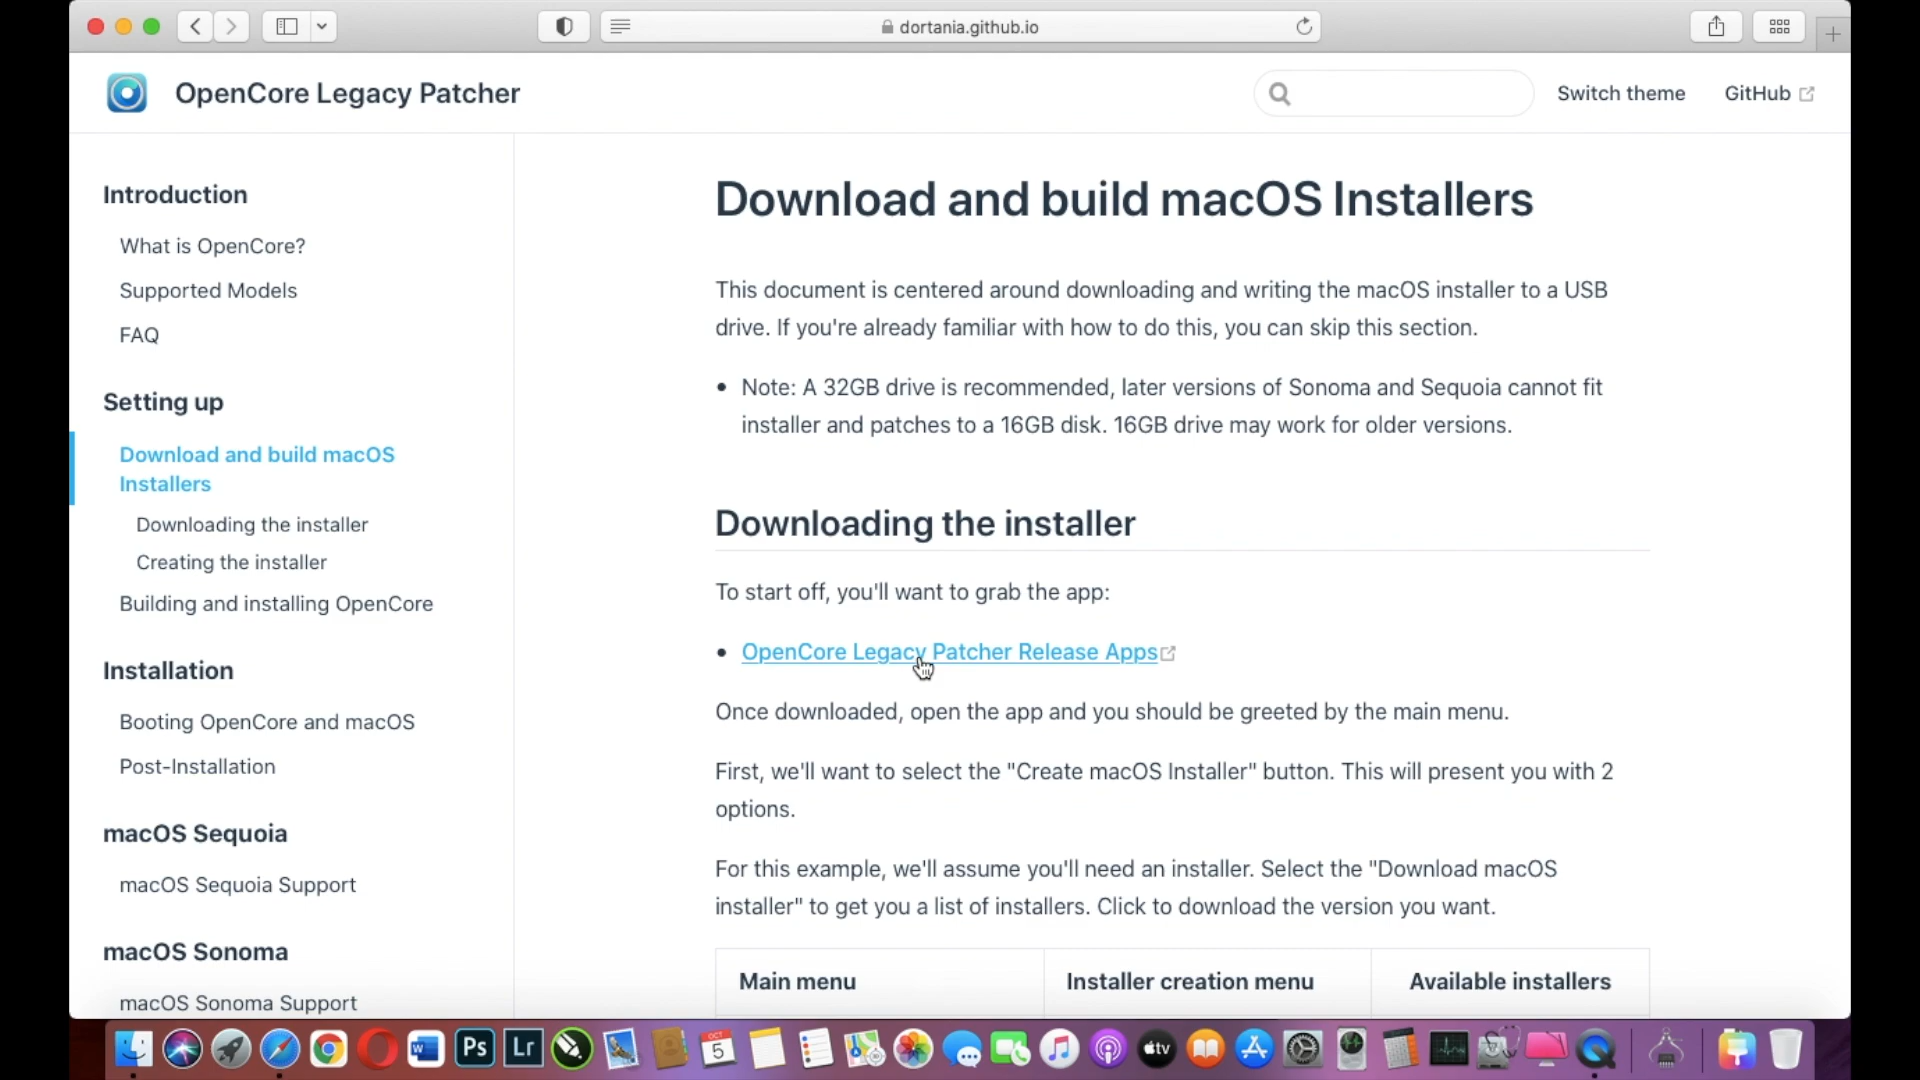 dortania.github.io
OpenCore Legacy Patcher
Switch theme
GitHub
Introduction
What is OpenCore?
Supported Models
FAQ
Setting up
Download and build macOS
Installers
Downloading the installer
Creating the installer
Building and installing OpenCore
Installation
Booting OpenCore and macOS
Post-Installation
macOS Sequoia
macOS Sequoia Support
macOS Sonoma
macOS Sonoma Support
Download and build macOS Installers
This document is centered around downloading and writing the macOS installer to a USB
drive. If you're already familiar with how to do this, you can skip this section.
• Note: A 32GB drive is recommended, later versions of Sonoma and Sequoia cannot fit
installer and patches to a 16GB disk. 16GB drive may work for older versions.
Downloading the installer
To start off, you'll want to grab the app:
• OpenCore Legacy Patcher Release Apps
Once downloaded, open the app and you should be greeted by the main menu.
First, we'll want to select the "Create macOS Installer" button. This will present you with 2
options.
For this example, we'll assume you'll need an installer. Select the "Download macOS
installer" to get you a list of installers. Click to download the version you want.
Main menu
Installer creation menu
Available installers
W
Ps
Lr
OCT
5
tv